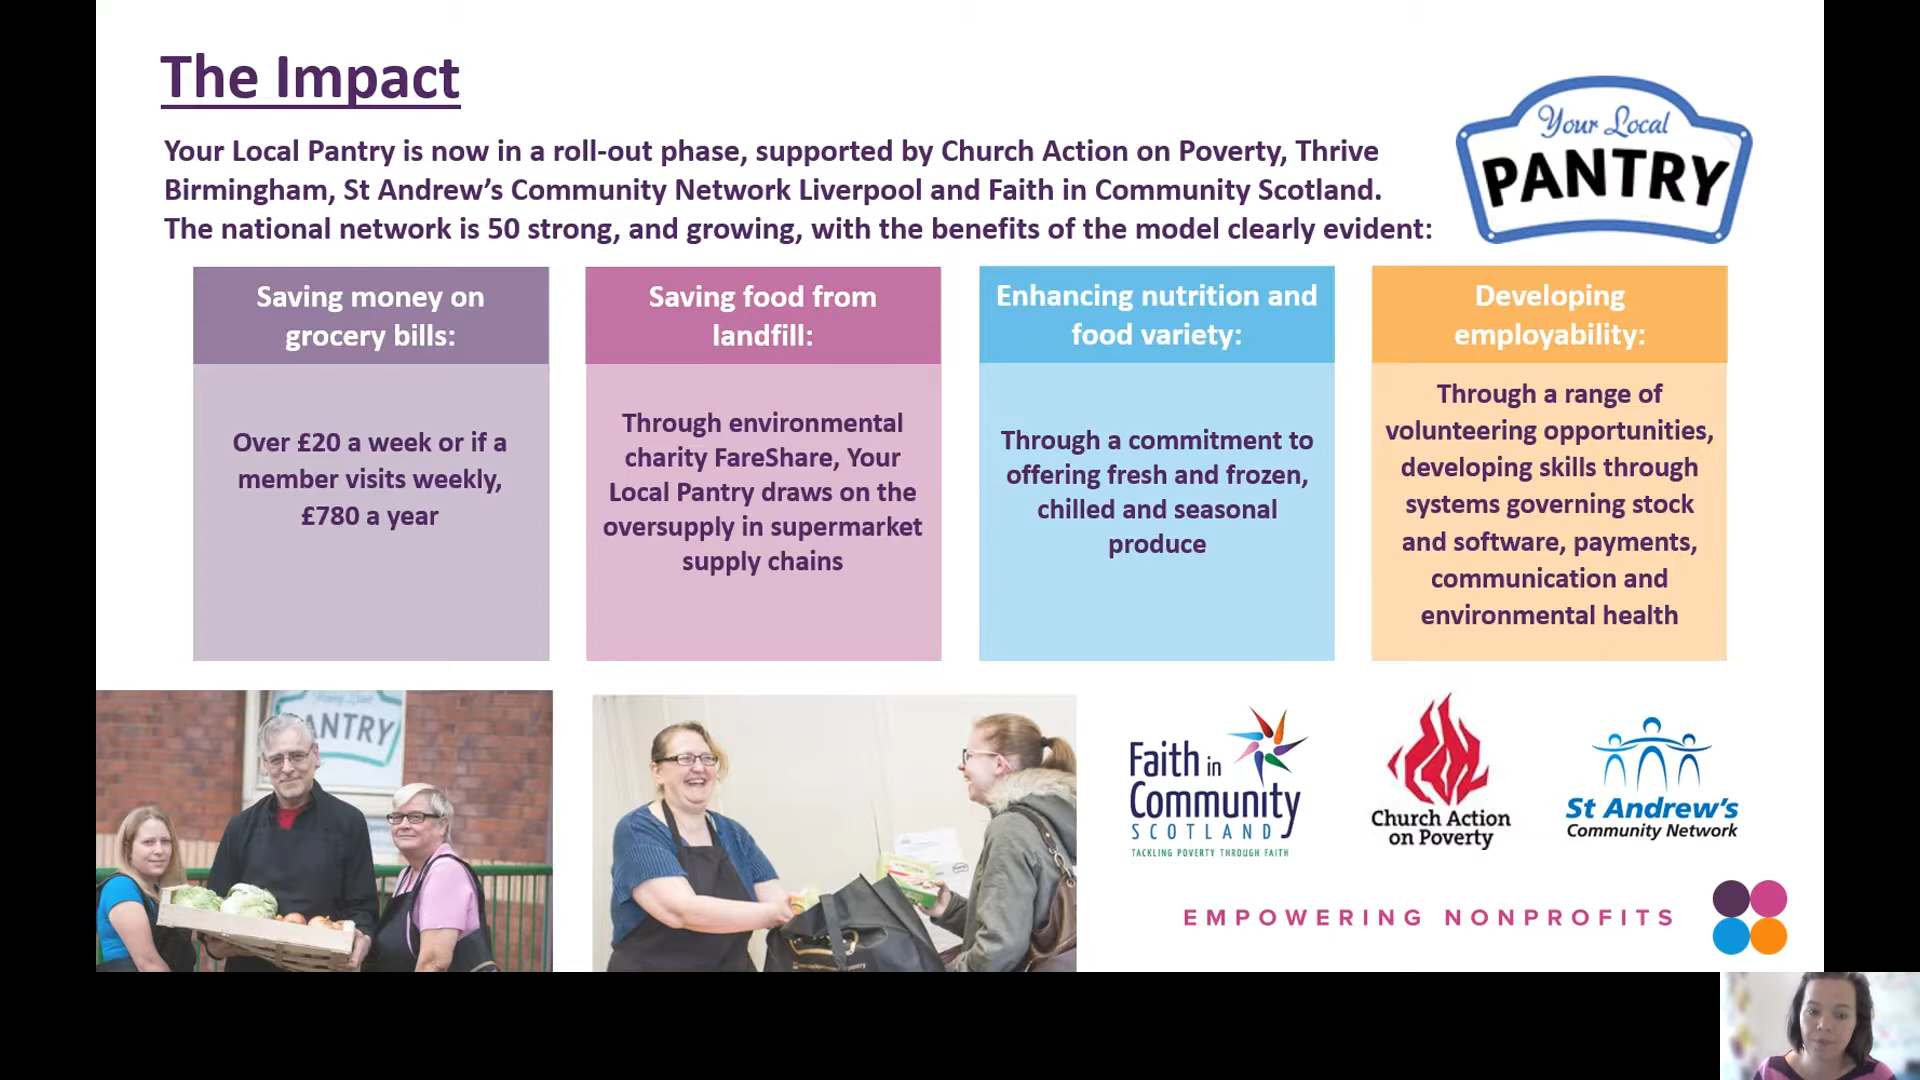 The Impact
Your Local Pantry is now in a roll-out phase, supported by Church Action on Poverty, Thrive
Birmingham, St Andrew’s Community Network Liverpool and Faith in Community Scotland.
The national network is 50 strong, and growing, with the benefits of the model clearly evident:
Your Local
PANTRY
Saving money on
grocery bills:
Over £20 a week or if a
member visits weekly,
£780 a year
Saving food from
landfill:
Through environmental
charity FareShare, Your
Local Pantry draws on the
oversupply in supermarket
supply chains
Enhancing nutrition and
food variety:
Through a commitment to
offering fresh and frozen,
chilled and seasonal
produce
Developing
employability:
Through a range of
volunteering opportunities,
developing skills through
systems governing stock
and software, payments,
communication and
environmental health
PANTRY
Faith in
Community
SCOTLAND
TACKLING POVERTY THROUGH FAITH
Church Action
on Poverty
St Andrew's
Community Network
EMPOWERING NONPROFITS